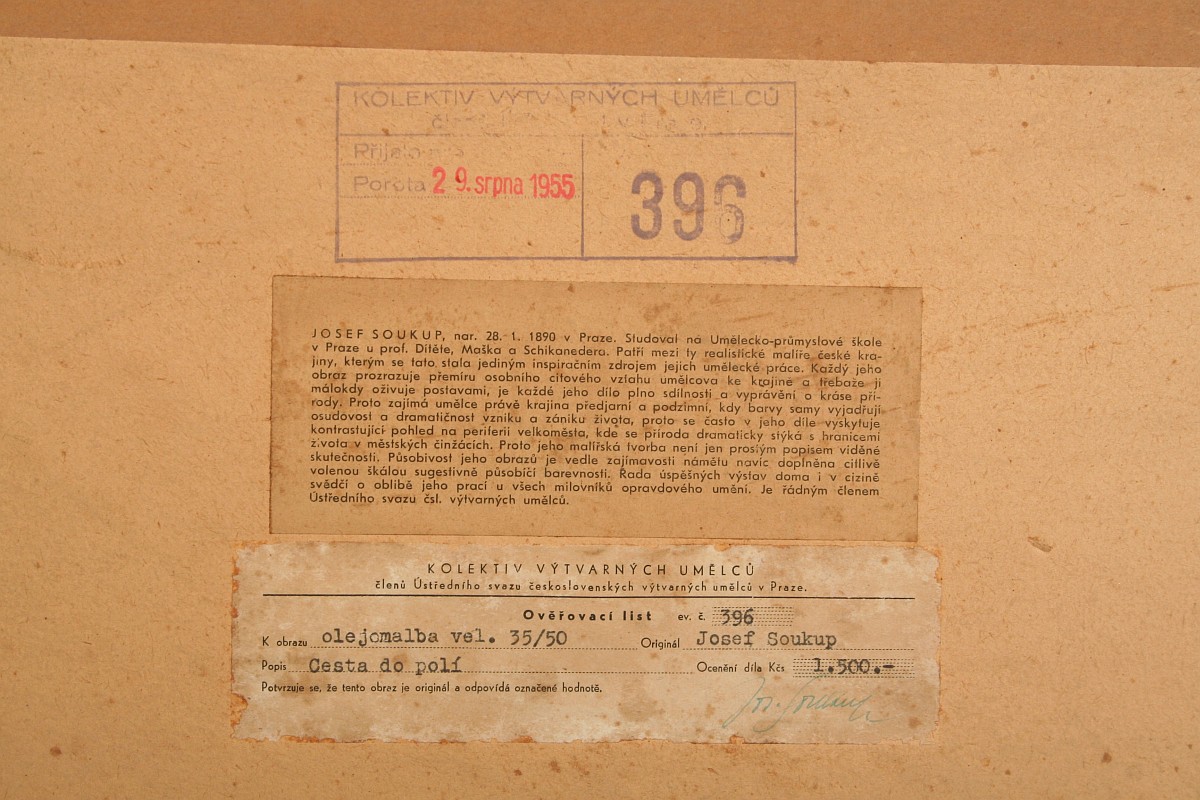 KOLEKTIV VÝTVARNÝCH UMĚLCŮ
Přijato
Porota 29. srpna 1955
396
JOSEF SOUKUP, nar. 28. 1. 1890 v Praze. Studoval na Umělecko-průmyslové škole
v Praze u prof. Dítěte, Maška a Schikanedera. Patří mezi ty realistické malíře české kra-
jiny, kterým se tato stala jediným inspiračním zdrojem jejich umělecké práce. Každý jeho
obraz prozrazuje přemíru osobního citového vztahu umělcova ke krajině a třebaže ji
málokdy oživuje postavami, je každé jeho dílo plno sdílnosti a vyprávění o kráse pří-
rody. Proto zajímá umělce právě krajina předjarní a podzimní, kdy barvy samy vyjadřují
osudovost a dramatičnost vzniku a zániku života, proto se často v jeho díle vyskytuje
kontrastující pohled na periferii velkoměsta, kde se příroda dramaticky stýká s hranicemi
života v městských činžácích. Proto jeho malířská tvorba není jen prostým popisem viděné
skutečnosti. Působivost jeho obrazů je vedle zajímavosti námětu navíc doplněna citlivě
volenou škálou sugestivně působící barevnosti. Řada úspěšných výstav doma i v cizině
svědčí o oblibě jeho prací u všech milovníků opravdového umění. Je řádným členem
Ústředního svazu čsl. výtvarných umělců.
KOLEKTIV VÝTVARNÝCH UMĚLCŮ
členů Ústředního svazu československých výtvarných umělců v Praze.
Ověřovací list ev. č. 396
K obrazu olejomalba vel. 35/50 Originál Josef Soukup
Popis Cesta do polí Ocenění díla Kčs 1.500.-
Potvrzuje se, že tento obraz je originál a odpovídá označené hodnotě.
Jos. Soukup